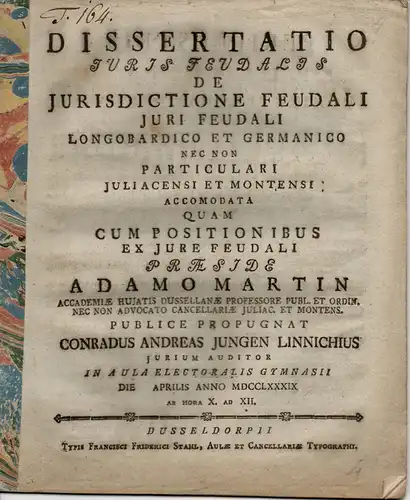 T. 164.
DISSERTATIO
JURIS FEUDALIS
DE
JURISDICTIONE FEUDALI
JURI FEUDALI
LONGOBARDICO ET GERMANICO
NEC NON
PARTICULARI
JULIACENSI ET MONTENSI
ACCOMODATA
QUAM
CUM POSITIONIBUS
EX JURE FEUDALI
PRÆSIDE
ADAMO MARTIN
ACCADEMIÆ HUJATIS DUSSELLANÆ PROFESSORE PUBL. ET ORDIN.
NEC NON ADVOCATO CANCELLARIÆ JULIAC. ET MONTENS.
PUBLICE PROPUGNAT
CONRADUS ANDREAS JUNGEN LINNICHIUS
JURIUM AUDITOR
IN AULA ELECTORALIS GYMNASII
DIE APRILIS ANNO MDCCLXXXIX
AB HORA X. AD XII.
DUSSELDORPII
TYPIS FRANCISCI FRIDERICI STAHL, AULÆ ET CANCELLARIÆ TYPOGRAPHI.